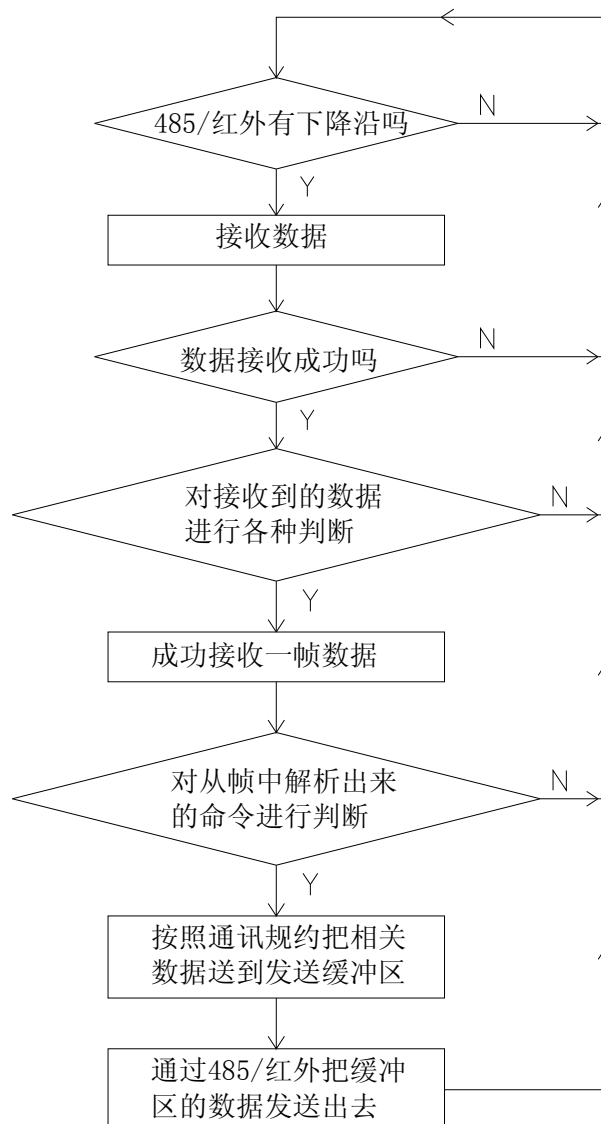 485/红外有下降沿吗
N
Y
接收数据
数据接收成功吗
N
Y
对接收到的数据
进行各种判断
N
Y
成功接收一帧数据
对从帧中解析出来
的命令进行判断
N
Y
按照通讯规约把相关
数据送到发送缓冲区
通过485/红外把缓冲
区的数据发送出去